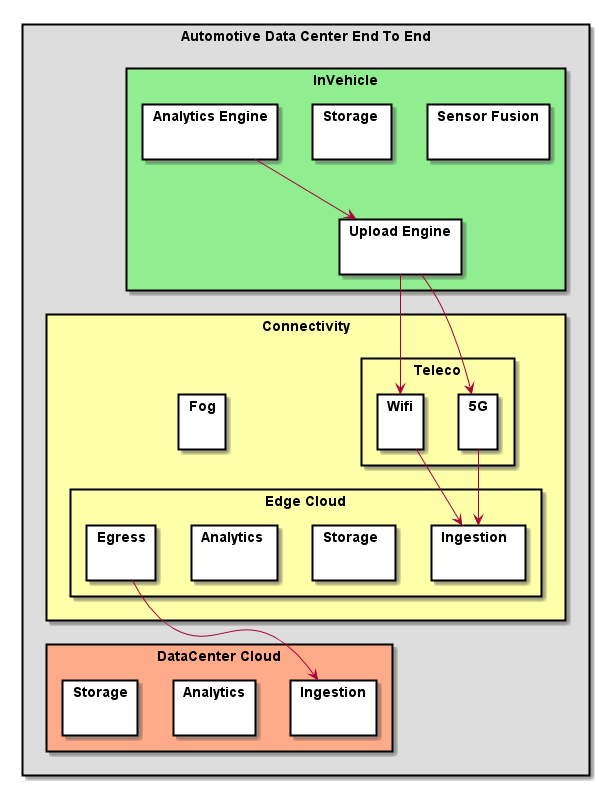 Automotive Data Center End To End
InVehicle
Analytics Engine
Storage
Sensor Fusion
Upload Engine
Connectivity
Teleco
Fog
Wifi
5G
Edge Cloud
Egress
Analytics
Storage
Ingestion
DataCenter Cloud
Storage
Analytics
Ingestion